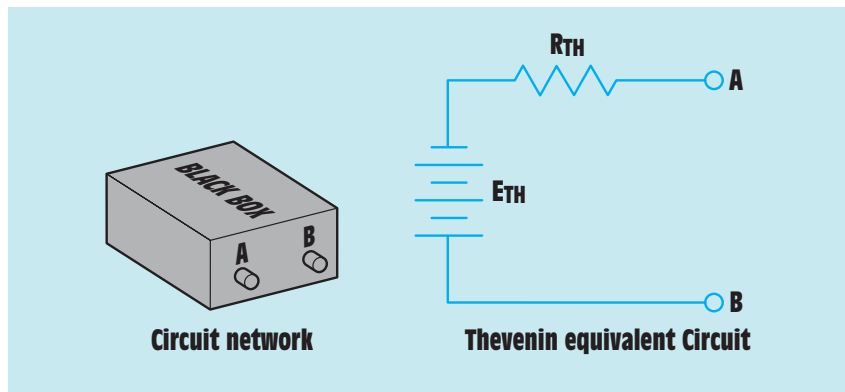 RTH
A
BLACK BOX
ETH
A
B
B
Circuit network
Thevenin equivalent Circuit